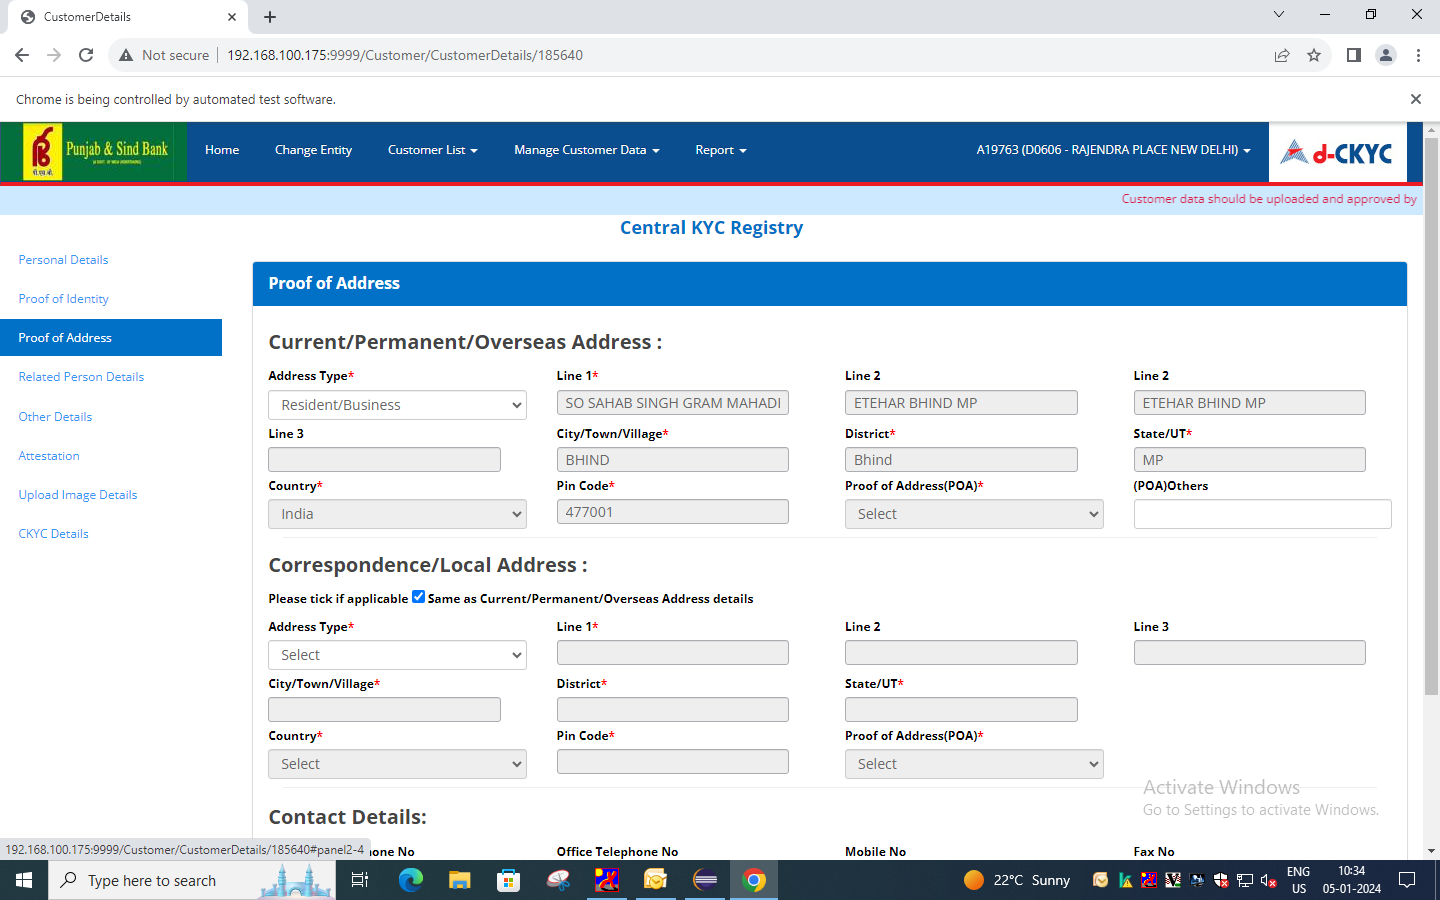 CustomerDetails
Not secure
192.168.100.175:9999/Customer/CustomerDetails/185640
Chrome is being controlled by automated test software.
पी.एस.बी.
Punjab & Sind Bank
Home
Change Entity
Customer List
Manage Customer Data
Report
A19763 (D0606 - RAJENDRA PLACE NEW DELHI)
d-CKYC
Customer data should be uploaded and approved by
Central KYC Registry
Personal Details
Proof of Identity
Proof of Address
Related Person Details
Other Details
Attestation
Upload Image Details
CKYC Details
Proof of Address
Current/Permanent/Overseas Address :
Address Type* Line 1* Line 2 Line 2
Resident/Business SO SAHAB SINGH GRAM MAHADI ETEHAR BHIND MP ETEHAR BHIND MP
Line 3 City/Town/Village* District* State/UT*
BHIND Bhind MP
Country* Pin Code* Proof of Address(POA)* (POA)Others
India 477001 Select
Correspondence/Local Address :
Please tick if applicable Same as Current/Permanent/Overseas Address details
Address Type* Line 1* Line 2 Line 3
Select
City/Town/Village* District* State/UT*
Country* Pin Code* Proof of Address(POA)*
Select Select
Activate Windows
Go to Settings to activate Windows.
Contact Details:
192.168.100.175:9999/Customer/CustomerDetails/185640#panel2-4
one No Office Telephone No Mobile No Fax No
Type here to search
22°C Sunny
ENG
US
10:34
05-01-2024